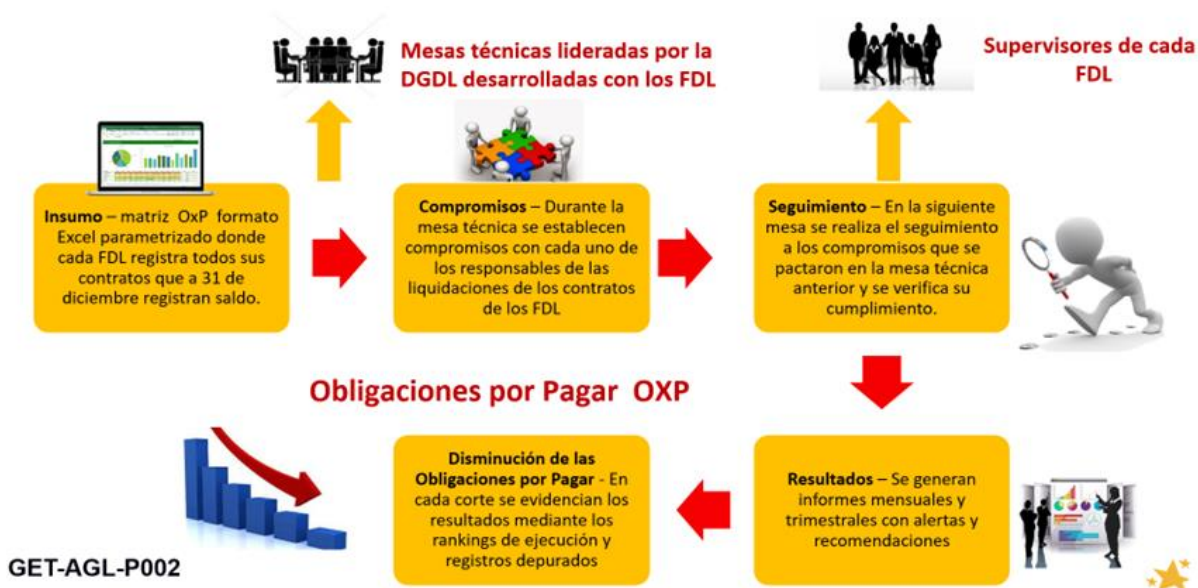 Mesas técnicas lideradas por la
DGDL desarrolladas con los FDL
Supervisores de cada
FDL
Insumo – matriz OxP formato
Excel parametrizado donde
cada FDL registra todos sus
contratos que a 31 de
diciembre registran saldo.
Compromisos – Durante la
mesa técnica se establecen
compromisos con cada uno de
los responsables de las
liquidaciones de los contratos
de los FDL
Seguimiento – En la siguiente
mesa se realiza el seguimiento
a los compromisos que se
pactaron en la mesa técnica
anterior y se verifica su
cumplimiento.
Obligaciones por Pagar OXP
Disminución de las
Obligaciones por Pagar - En
cada corte se evidencian los
resultados mediante los
rankings de ejecución y
registros depurados
Resultados – Se generan
informes mensuales y
trimestrales con alertas y
recomendaciones
GET-AGL-P002